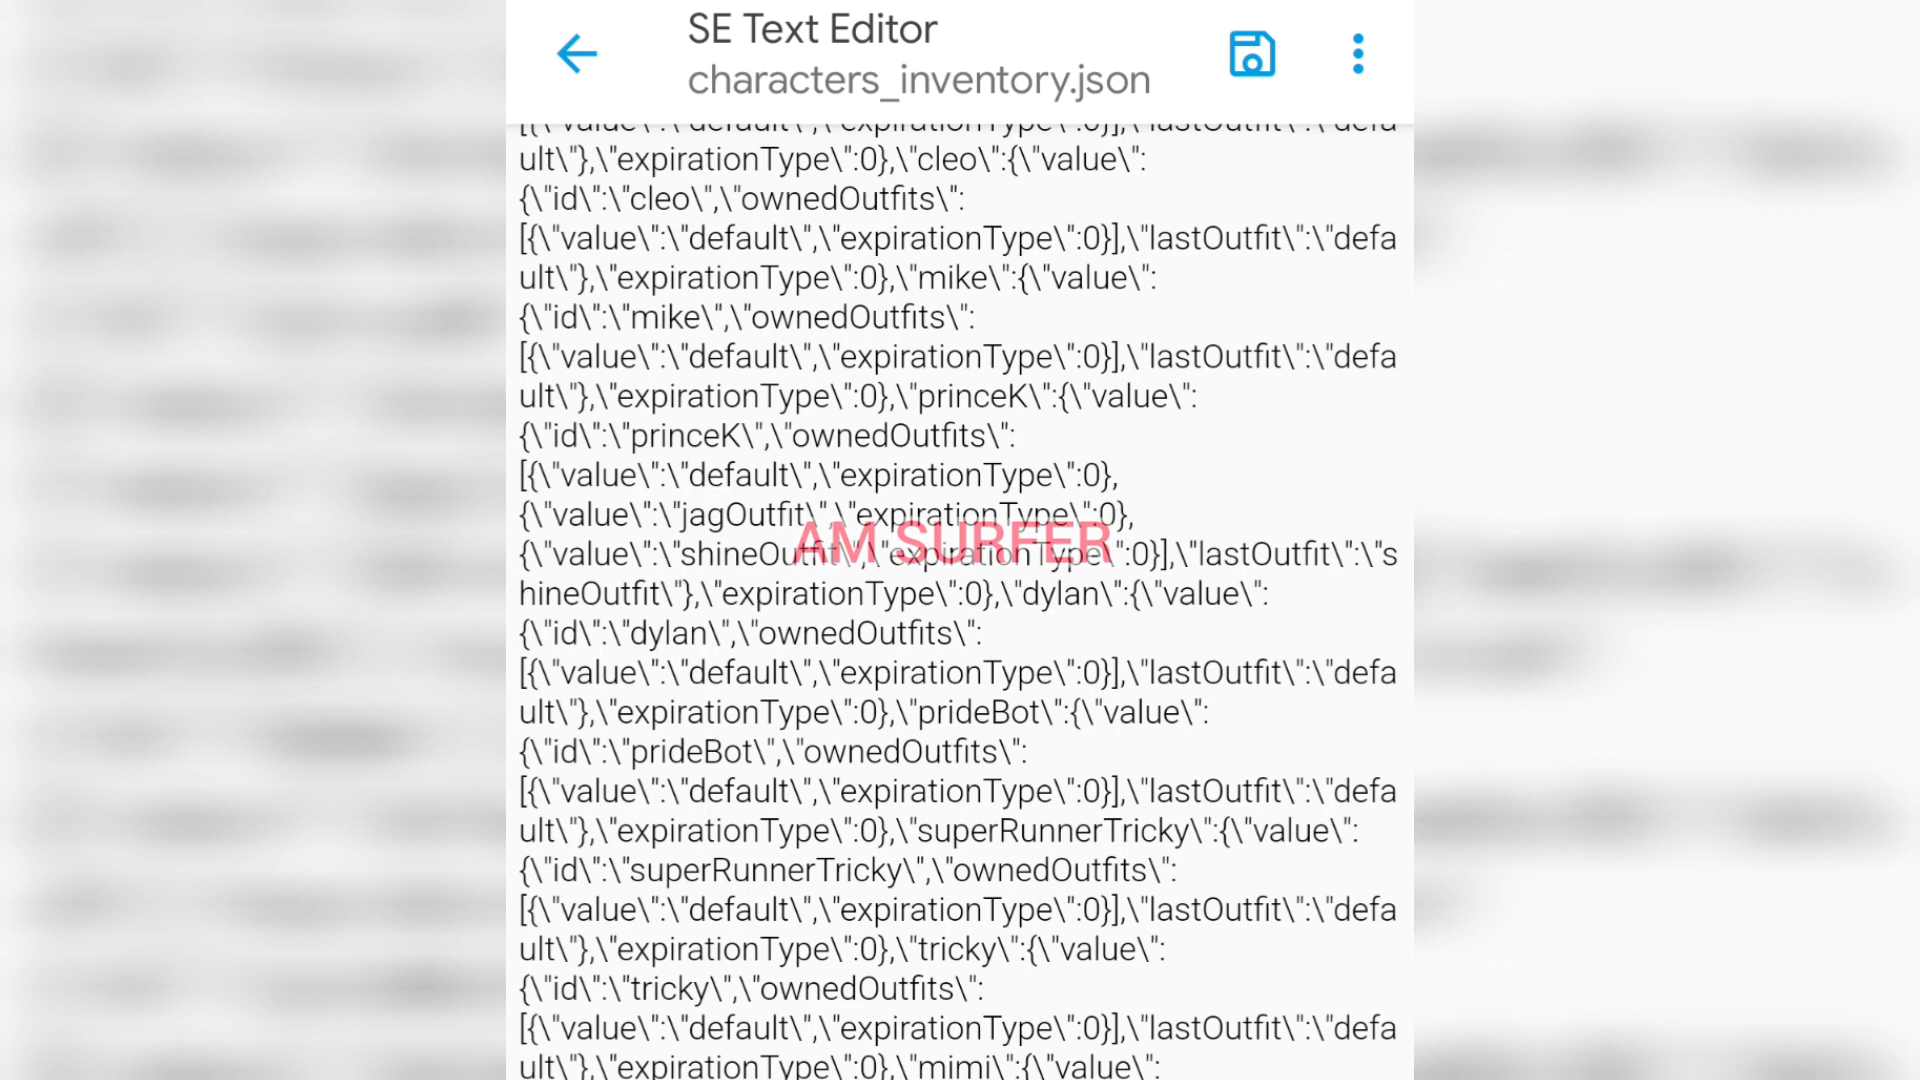 SE Text Editor
characters_inventory.json
[{\"value\":\"default\",\"expirationType\":0}],\"lastOutfit\":\"defa
ult\"},\"expirationType\":0},\"cleo\":{\"value\":
{\"id\":\"cleo\",\"ownedOutfits\":
[{\"value\":\"default\",\"expirationType\":0}],\"lastOutfit\":\"defa
ult\"},\"expirationType\":0},\"mike\":{\"value\":
{\"id\":\"mike\",\"ownedOutfits\":
[{\"value\":\"default\",\"expirationType\":0}],\"lastOutfit\":\"defa
ult\"},\"expirationType\":0},\"princeK\":{\"value\":
{\"id\":\"princeK\",\"ownedOutfits\":
[{\"value\":\"default\",\"expirationType\":0},
{\"value\":\"jagOutfit\",\"expirationType\":0},
AM SURFER
{\"value\":\"shineOutfit\",\"expirationType\":0}],\"lastOutfit\":\"s
hineOutfit\"},\"expirationType\":0},\"dylan\":{\"value\":
{\"id\":\"dylan\",\"ownedOutfits\":
[{\"value\":\"default\",\"expirationType\":0}],\"lastOutfit\":\"defa
ult\"},\"expirationType\":0},\"prideBot\":{\"value\":
{\"id\":\"prideBot\",\"ownedOutfits\":
[{\"value\":\"default\",\"expirationType\":0}],\"lastOutfit\":\"defa
ult\"},\"expirationType\":0},\"superRunnerTricky\":{\"value\":
{\"id\":\"superRunnerTricky\",\"ownedOutfits\":
[{\"value\":\"default\",\"expirationType\":0}],\"lastOutfit\":\"defa
ult\"},\"expirationType\":0},\"tricky\":{\"value\":
{\"id\":\"tricky\",\"ownedOutfits\":
[{\"value\":\"default\",\"expirationType\":0}],\"lastOutfit\":\"defa
ult\"},\"expirationType\":0},\"mimi\":{\"value\":